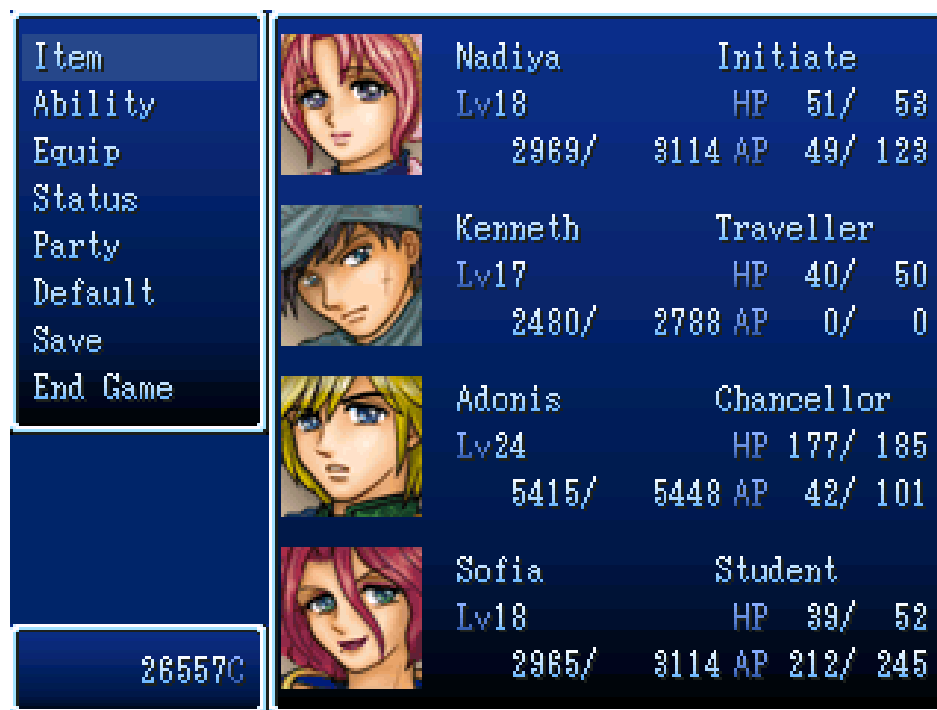 Item
Ability
Equip
Status
Party
Default
Save
End Game
26557C
Nadiya Initiate
Lv18 HP 51/ 53
2969/ 3114 AP 49/ 123
Kenneth Traveller
Lv17 HP 40/ 50
2480/ 2788 AP 0/ 0
Adonis Chancellor
Lv24 HP 177/ 185
5415/ 5448 AP 42/ 101
Sofia Student
Lv18 HP 39/ 52
2965/ 3114 AP 212/ 245